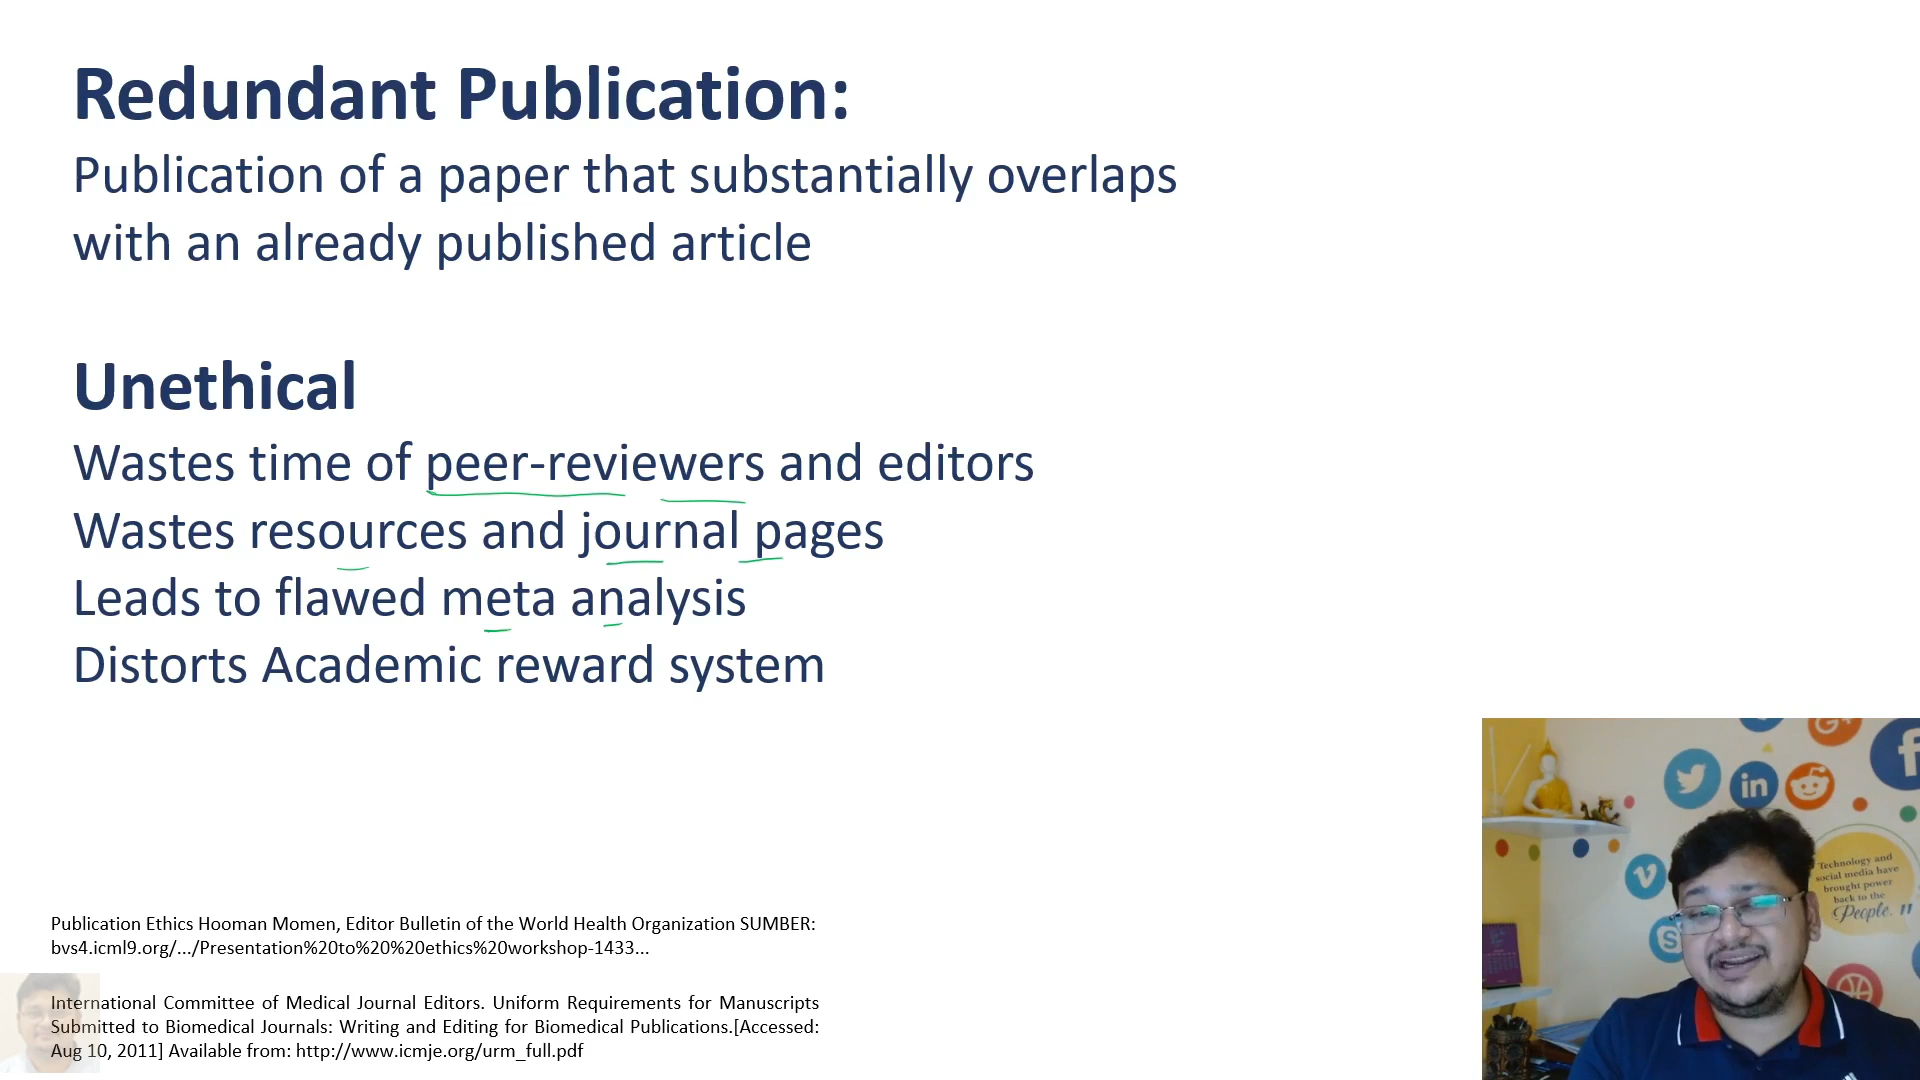 Redundant Publication:
Publication of a paper that substantially overlaps
with an already published article
Unethical
Wastes time of peer-reviewers and editors
Wastes resources and journal pages
Leads to flawed meta analysis
Distorts Academic reward system
Publication Ethics Hooman Momen, Editor Bulletin of the World Health Organization SUMBER:
bvs4.icml9.org/.../Presentation%20to%20%20ethics%20workshop-1433...
International Committee of Medical Journal Editors. Uniform Requirements for Manuscripts
Submitted to Biomedical Journals: Writing and Editing for Biomedical Publications.[Accessed:
Aug 10, 2011] Available from: http://www.icmje.org/urm_full.pdf
G+
f
in
Technology and
social media have
brought power
back to the
People. "